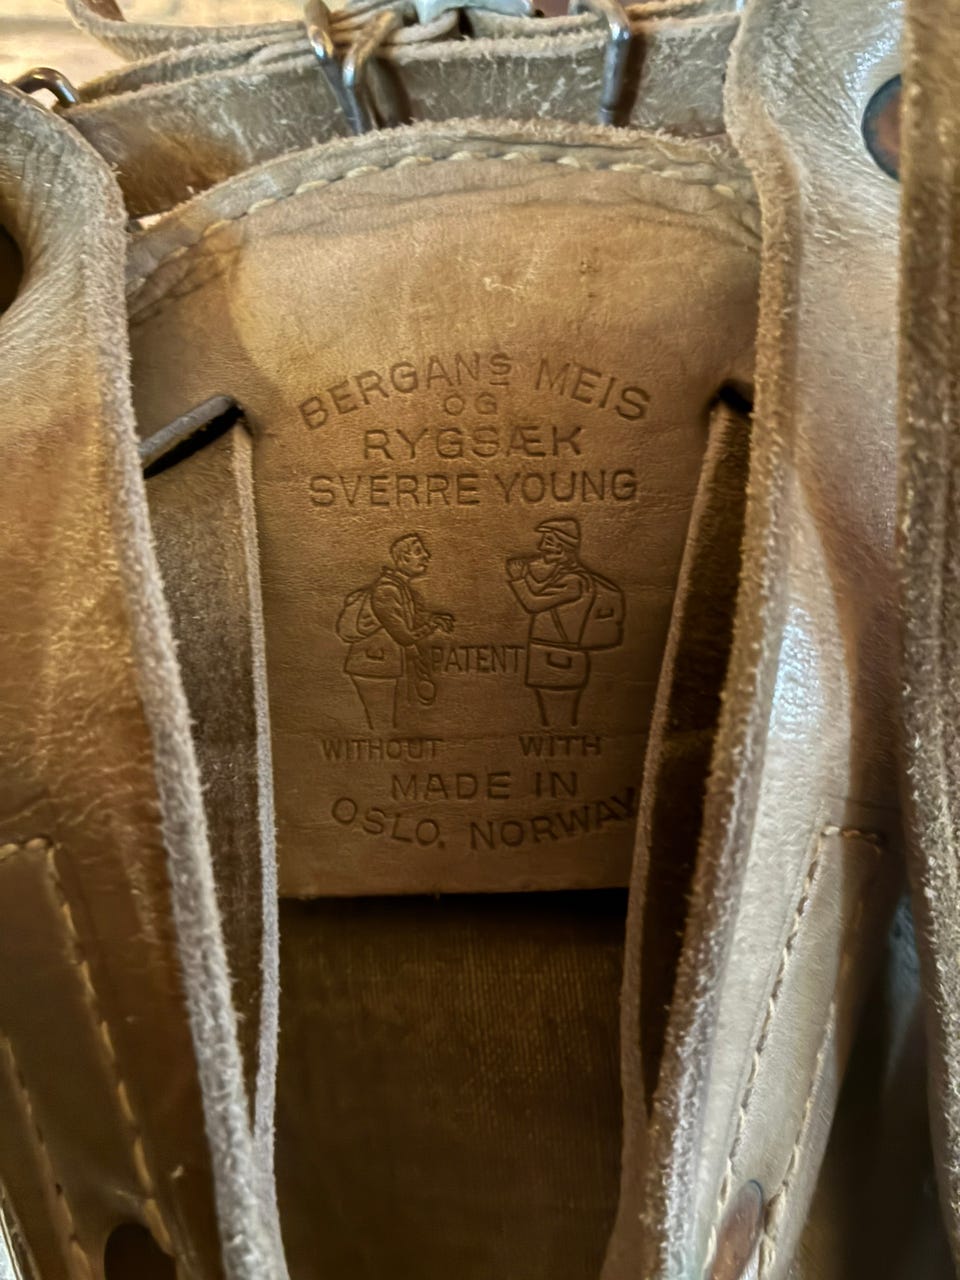 BERGANS MEIS
OG
RYGSÆK
SVERRE YOUNG
PATENT
WITHOUT WITH
MADE IN
OSLO, NORWAY